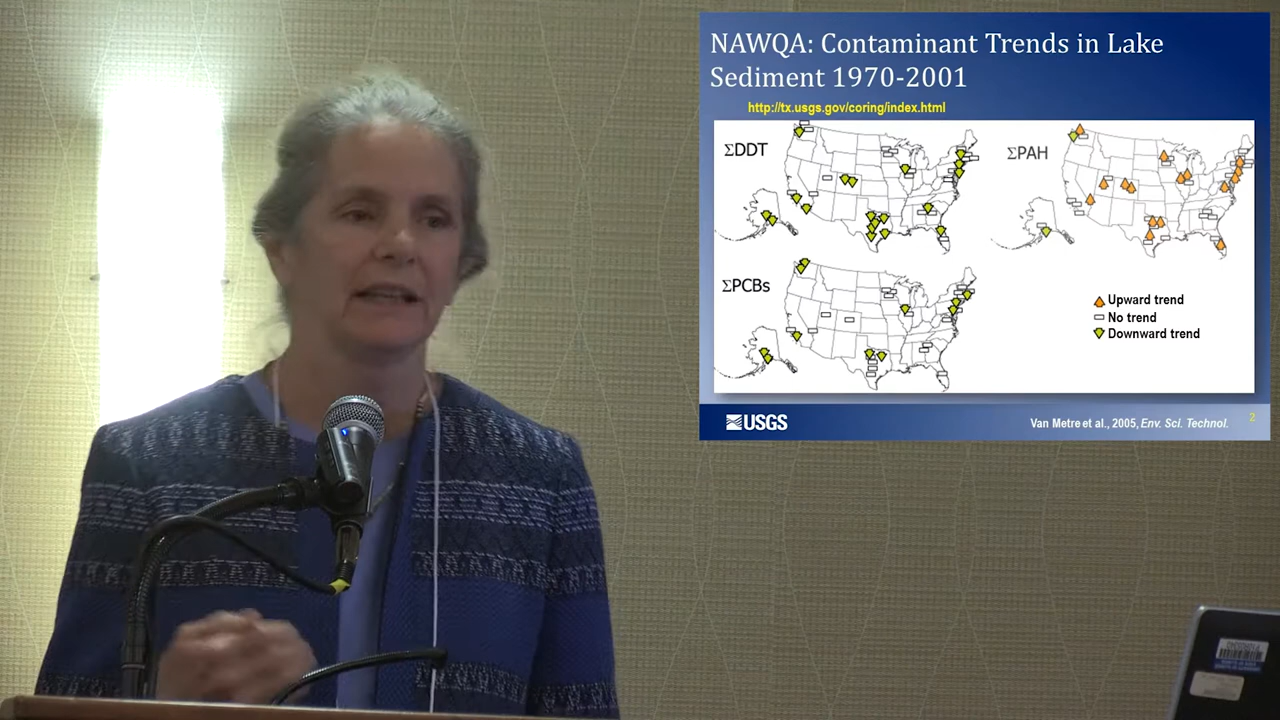 NAWQA: Contaminant Trends in Lake
Sediment 1970-2001
http://tx.usgs.gov/coring/index.html
ΣDDT
ΣPAH
ΣPCBs
Upward trend
No trend
Downward trend
USGS
Van Metre et al., 2005, Env. Sci. Technol.
2